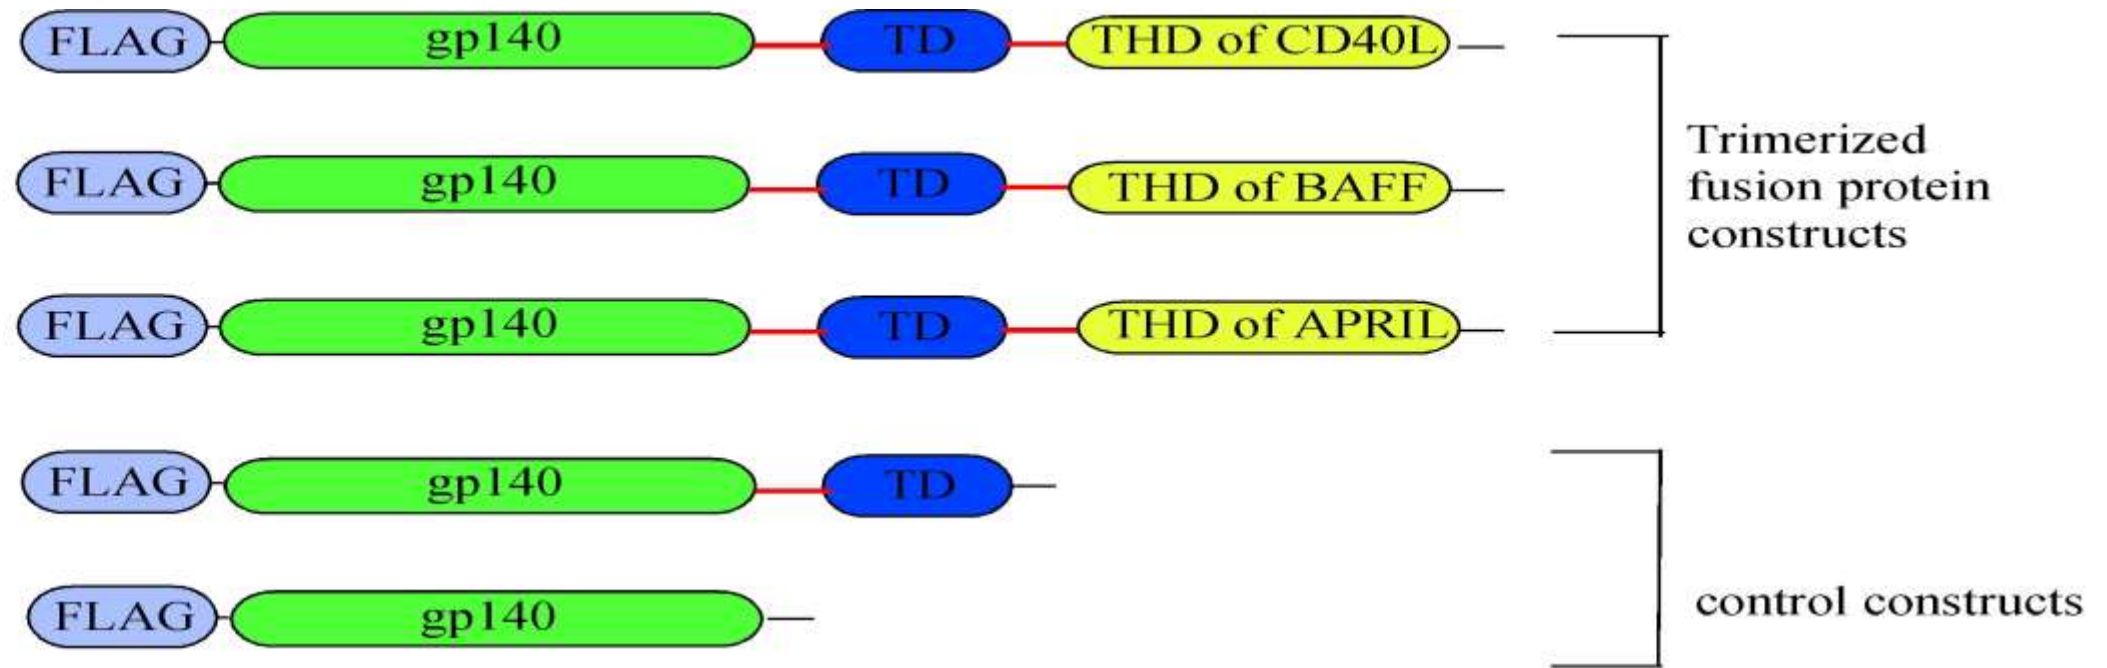 FLAG gp140 TD THD of CD40L
FLAG gp140 TD THD of BAFF
FLAG gp140 TD THD of APRIL
Trimerized
fusion protein
constructs
FLAG gp140 TD
FLAG gp140
control constructs